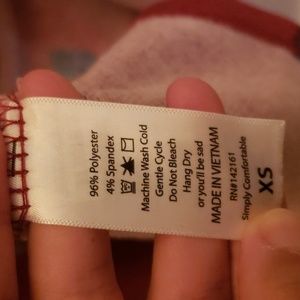 96% Polyester
4% Spandex
Machine Wash Cold
Gentle Cycle
Do Not Bleach
Hang Dry
or you'll be sad
MADE IN VIETNAM
RN#142161
Simply Comfortable
XS